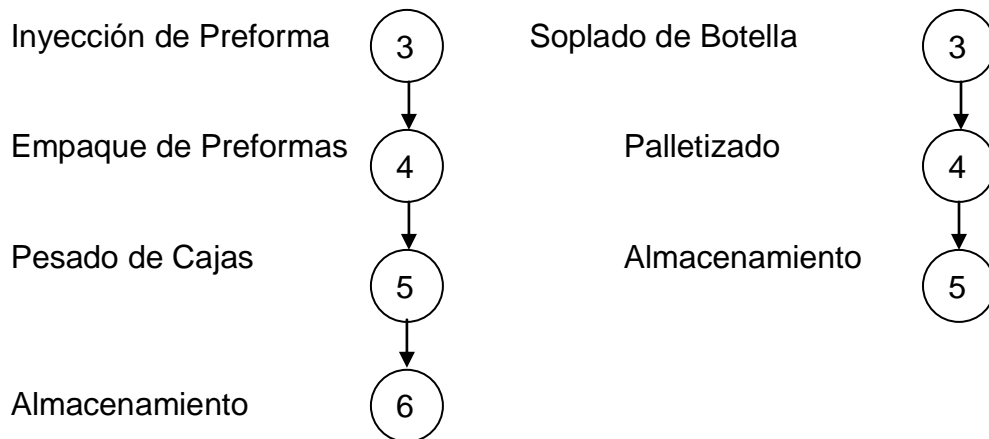 Inyección de Preforma 3 Soplado de Botella 3
Empaque de Preformas 4 Palletizado 4
Pesado de Cajas 5 Almacenamiento 5
Almacenamiento 6